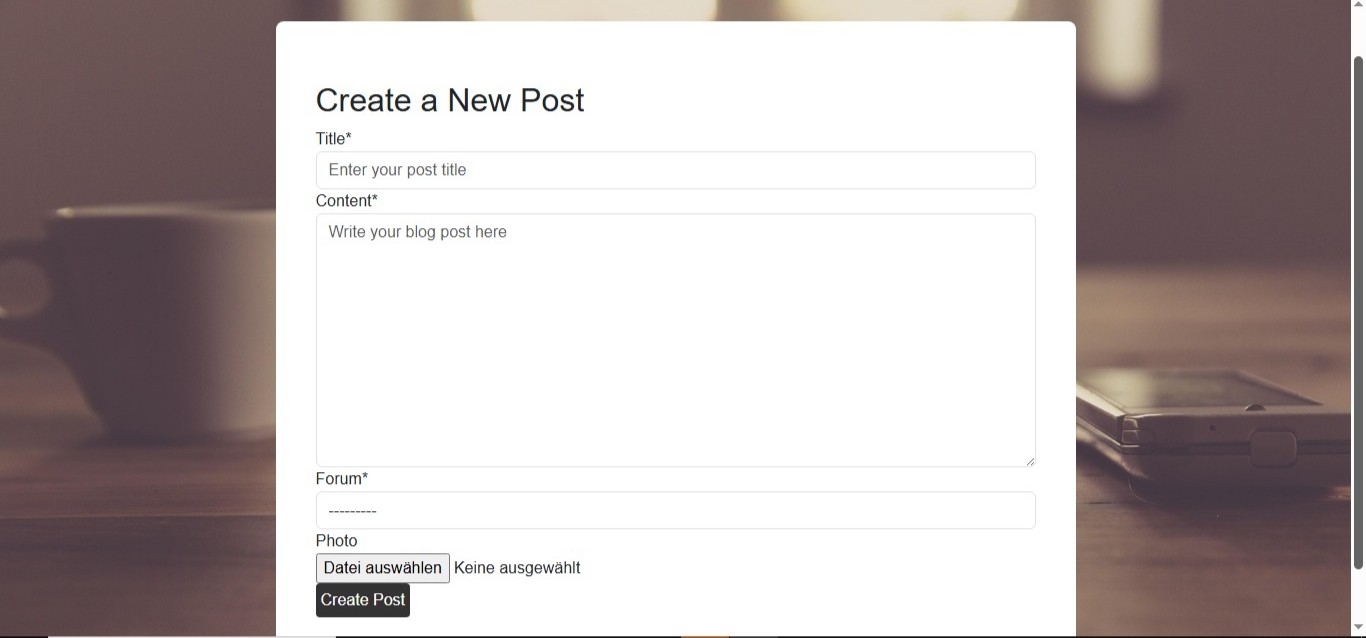 Create a New Post
Title*
Enter your post title
Content*
Write your blog post here
Forum*
---------
Photo
Datei auswählen Keine ausgewählt
Create Post